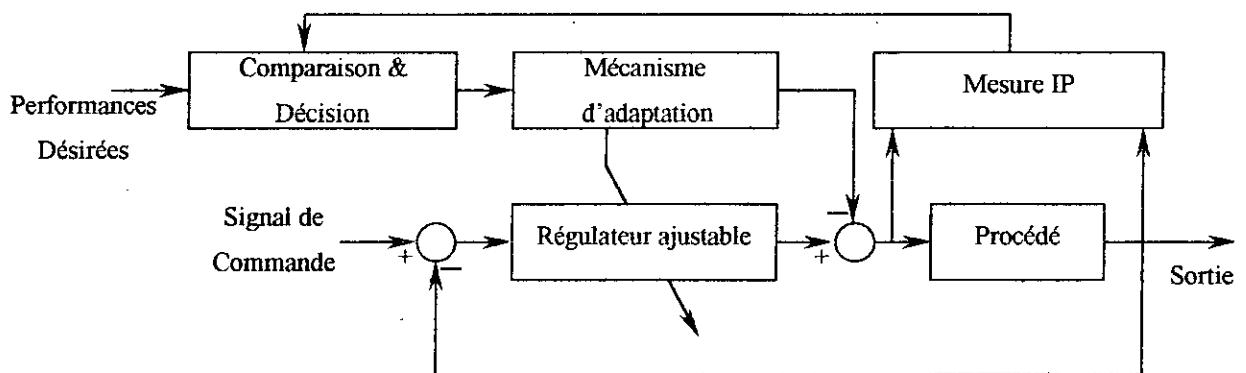 Comparaison &
Décision
Mécanisme
d'adaptation
Mesure IP
Performances
Désirées
Signal de
Commande
+
−
Régulateur ajustable
−
+
Procédé
Sortie